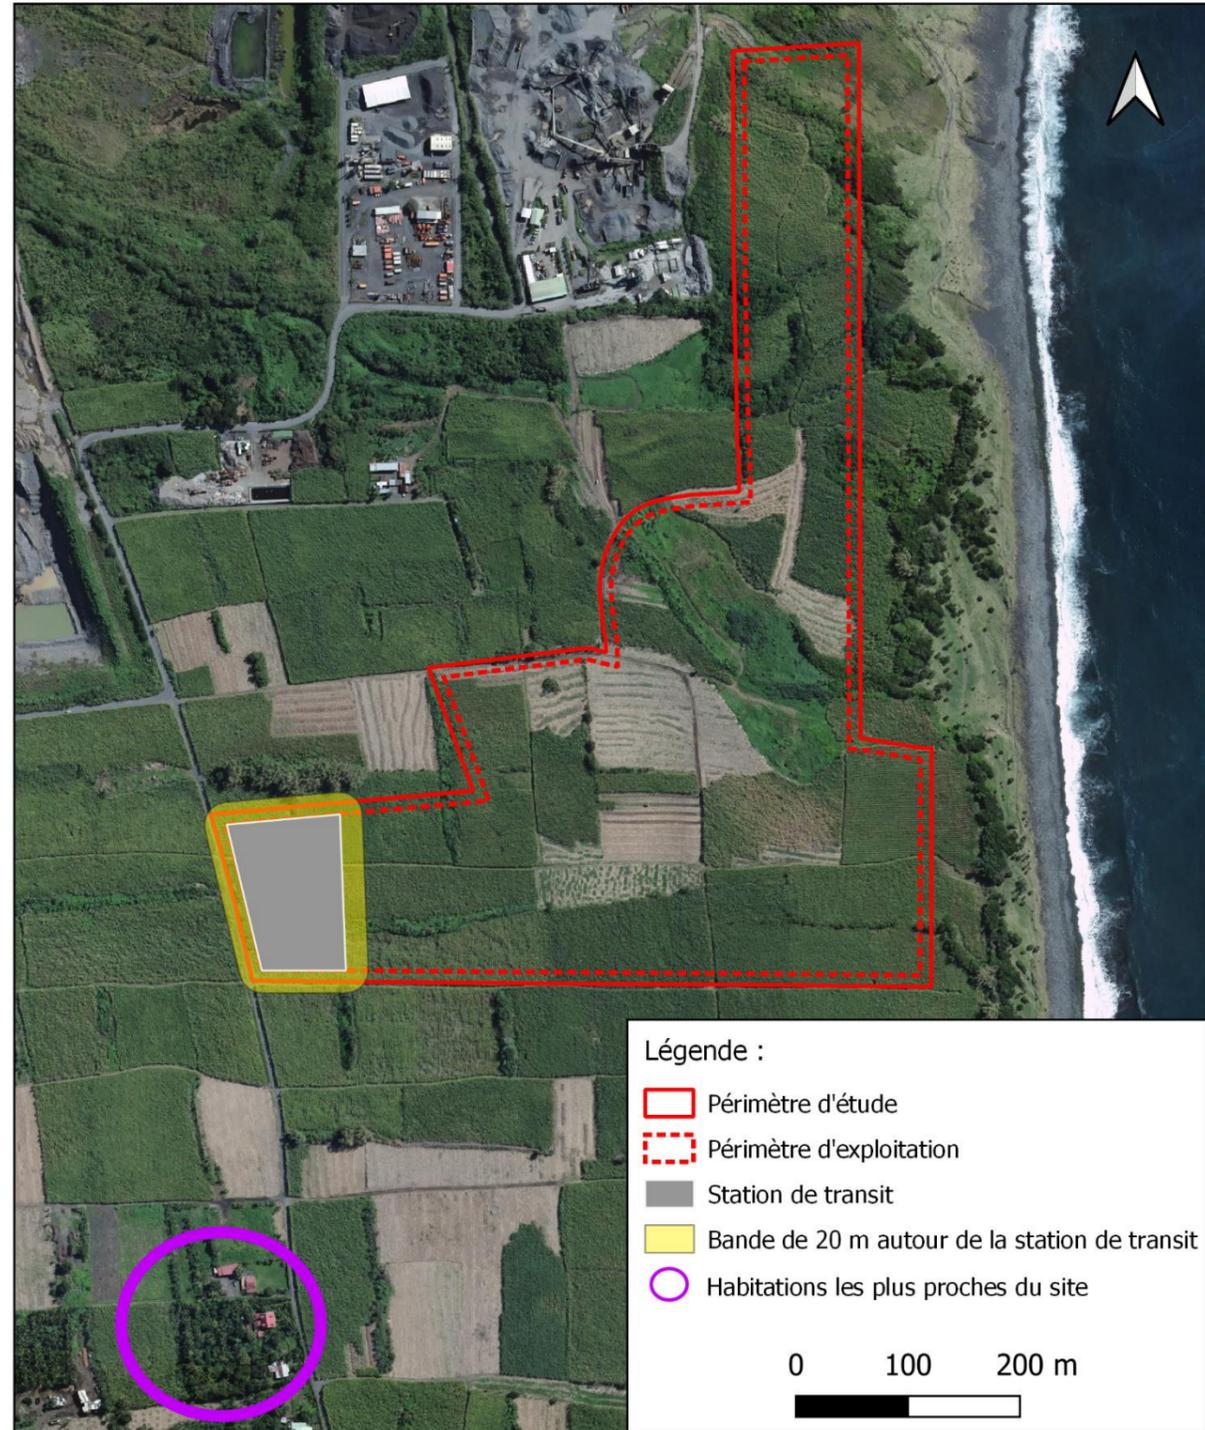 Légende :
Périmètre d'étude
Périmètre d'exploitation
Station de transit
Bande de 20 m autour de la station de transit
Habitations les plus proches du site
0 100 200 m